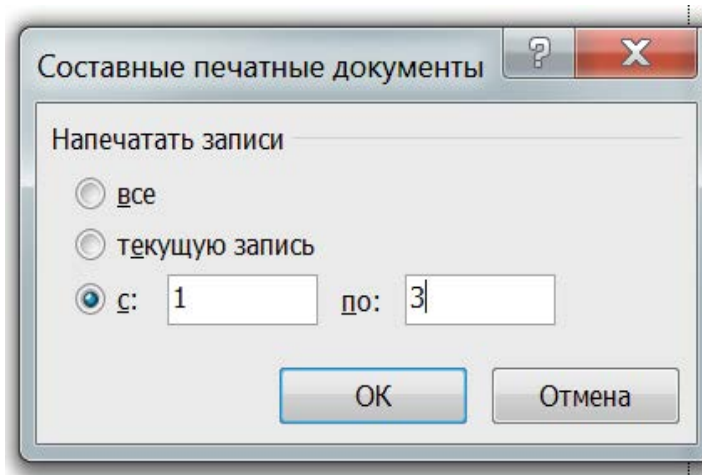 Составные печатные документы
Напечатать записи
все
текущую запись
с: 1 по: 3
ОК Отмена